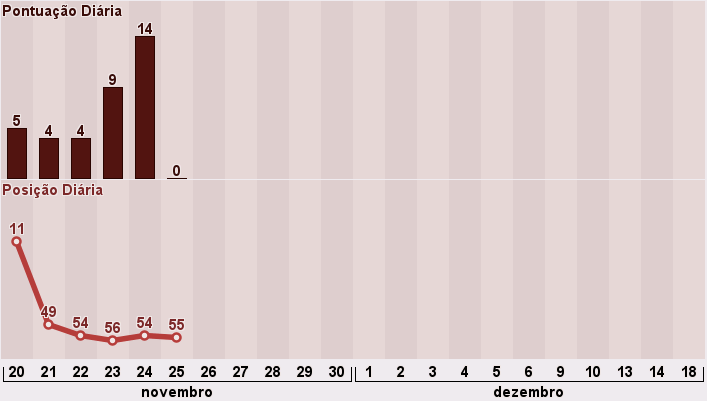 Pontuação Diária
5 4 4 9 14 0
Posição Diária
11 49 54 56 54 55
20 21 22 23 24 25 26 27 28 29 30 1 2 3 4 5 6 9 10 13 14 18
novembro dezembro